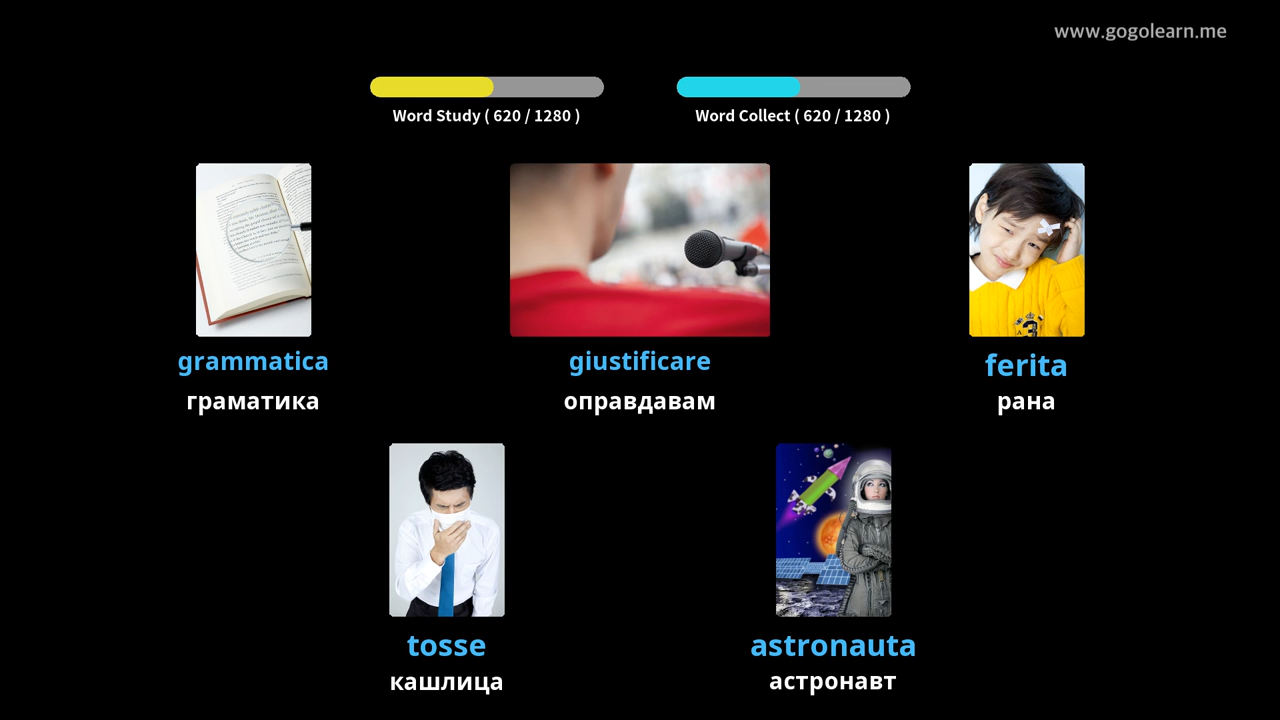 www.gogolearn.me
Word Study ( 620 / 1280 )
Word Collect ( 620 / 1280 )
grammatica
граматика
giustificare
оправдавам
ferita
рана
tosse
кашлица
astronauta
астронавт